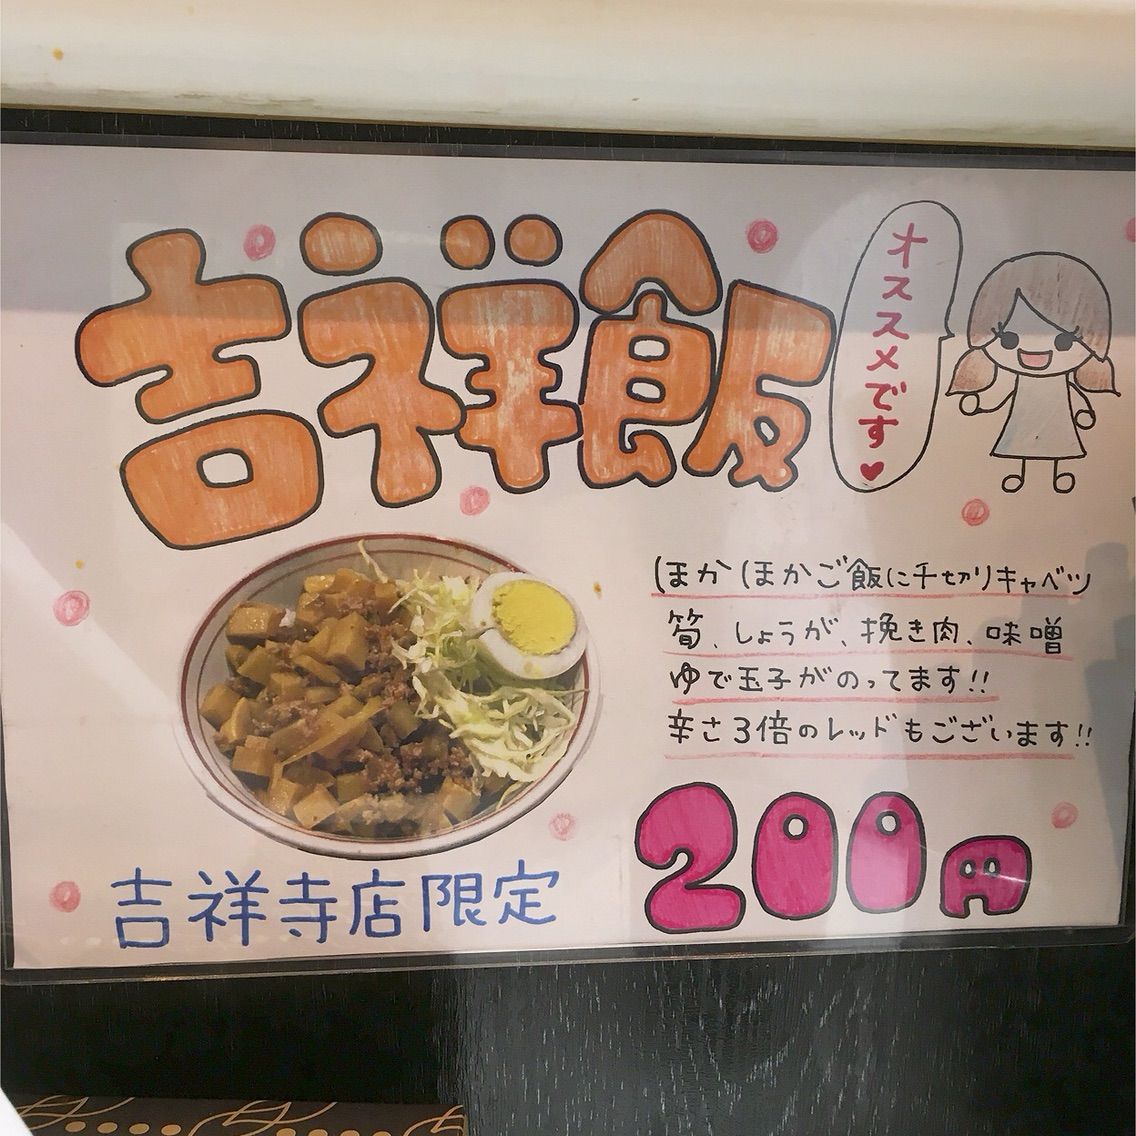 吉祥飯
オススメです♥
ほかほかご飯に千切りキャベツ
筍、しょうが、挽き肉、味噌
ゆで玉子がのってます!!
辛さ3倍のレッドもございます!!
200円
吉祥寺店限定